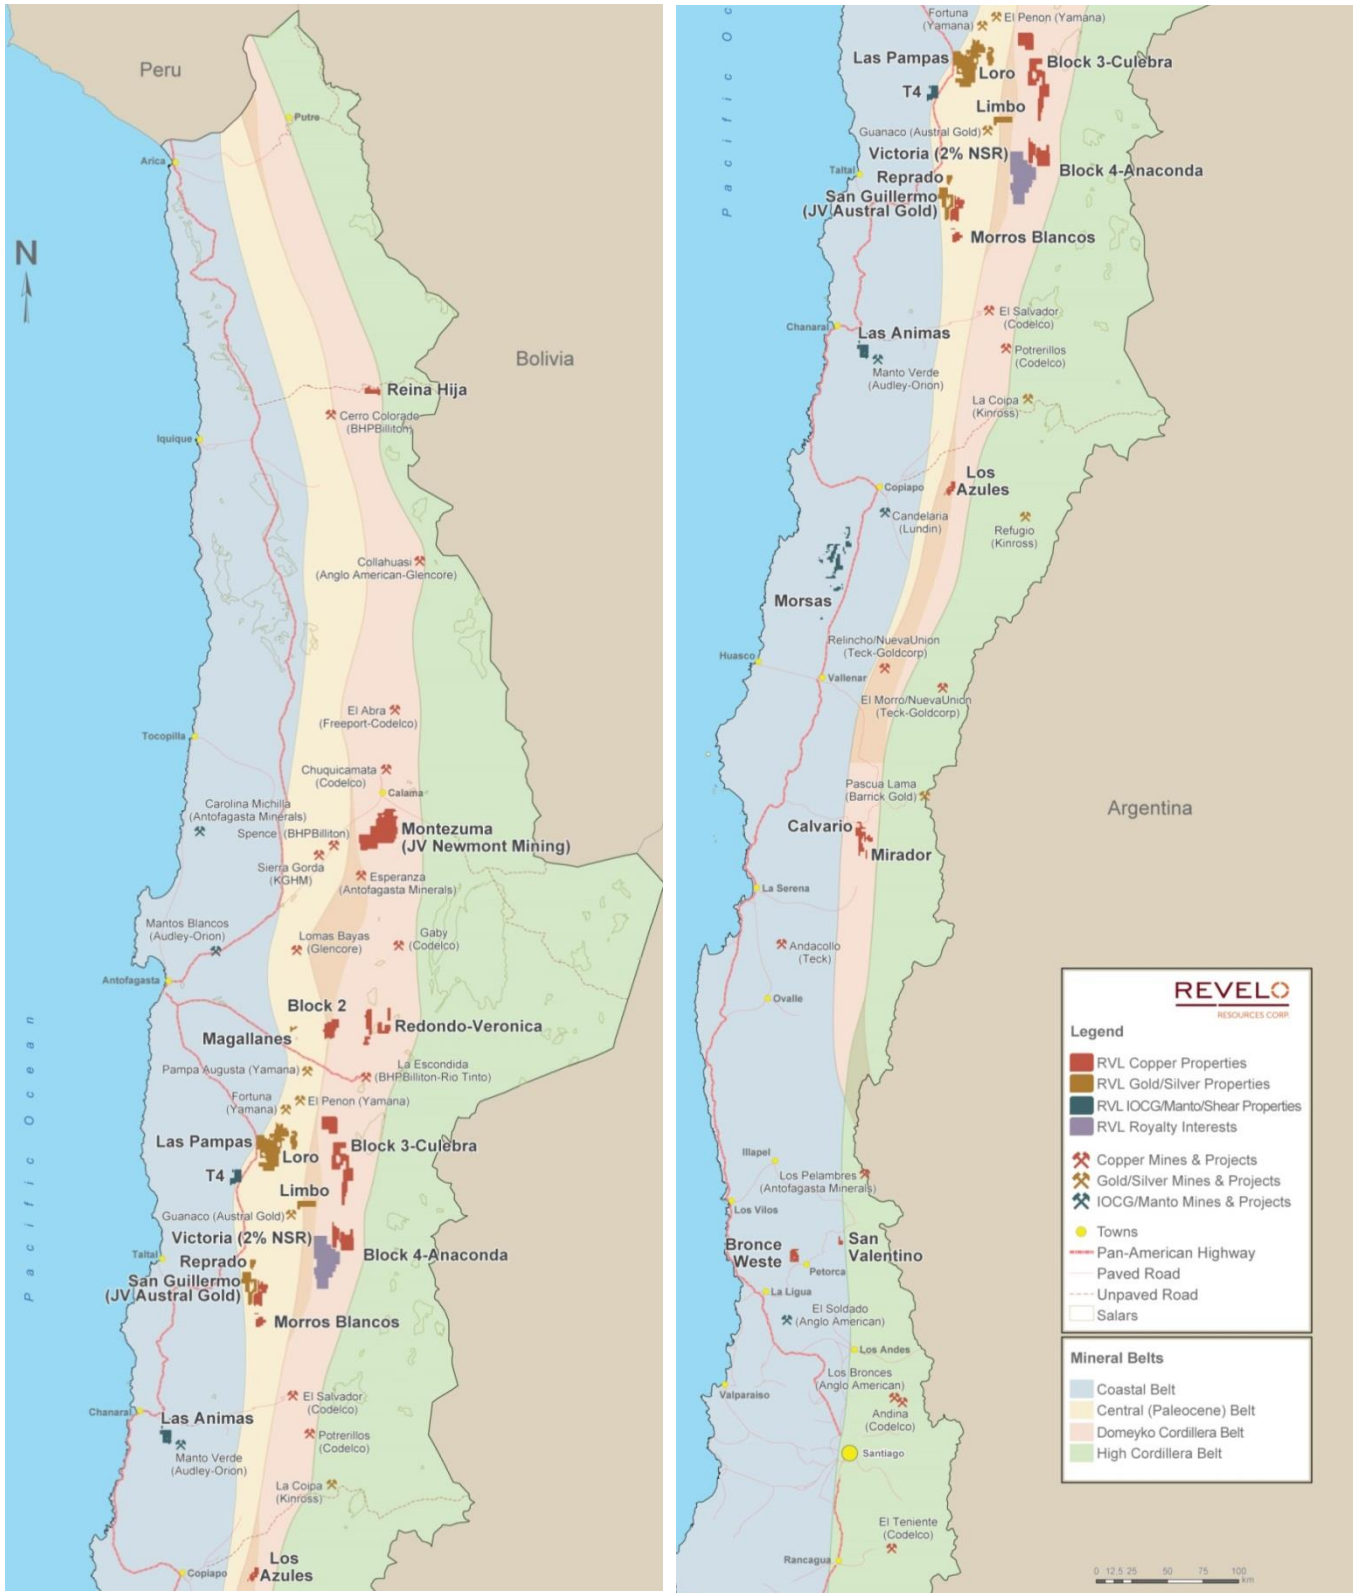 Peru
Putre
Arica
N
Bolivia
Reina Hija
Cerro Colorado
(BHPBilliton)
Iquique
Collahuasi
(Anglo American-Glencore)
El Abra
(Freeport-Codelco)
Tocopilla
Chuquicamata
(Codelco)
Calama
Carolina Michilla
(Antofagasta Minerals)
Spence (BHPBilliton)
Montezuma
(JV Newmont Mining)
Sierra Gorda
(KGHM)
Esperanza
(Antofagasta Minerals)
Mantos Blancos
(Audley-Orion)
Lomas Bayas
(Glencore)
Gaby
(Codelco)
Antofagasta
Block 2
Redondo-Veronica
Magallanes
Pampa Augusta (Yamana)
La Escondida
(BHPBilliton-Rio Tinto)
Fortuna
(Yamana)
El Penon (Yamana)
Pacific Ocean
Las Pampas
Loro
Block 3-Culebra
T4
Limbo
Guanaco (Austral Gold)
Victoria (2% NSR)
Block 4-Anaconda
Taltal
Reprado
San Guillermo
(JV Austral Gold)
Morros Blancos
El Salvador
(Codelco)
Chanaral
Las Animas
Potrerillos
(Codelco)
Manto Verde
(Audley-Orion)
La Coipa
(Kinross)
Los
Azules
Copiapo
Pacific Oc
Fortuna
(Yamana)
El Penon (Yamana)
Las Pampas
Loro
Block 3-Culebra
T4
Limbo
Guanaco (Austral Gold)
Victoria (2% NSR)
Block 4-Anaconda
Taltal
Reprado
San Guillermo
(JV Austral Gold)
Morros Blancos
El Salvador
(Codelco)
Chanaral
Las Animas
Potrerillos
(Codelco)
Manto Verde
(Audley-Orion)
La Coipa
(Kinross)
Los
Azules
Copiapo
Candelaria
(Lundin)
Refugio
(Kinross)
Morsas
Relincho/NuevaUnion
(Teck-Goldcorp)
Huasco
Vallenar
El Morro/NuevaUnion
(Teck-Goldcorp)
Pascua Lama
(Barrick Gold)
Argentina
Calvario
Mirador
La Serena
Andacollo
(Teck)
Ovalle
Illapel
Los Pelambres
(Antofagasta Minerals)
Los Vilos
Bronce
Weste
San
Valentino
Petorca
La Ligua
El Soldado
(Anglo American)
Los Andes
Los Bronces
(Anglo American)
Valparaiso
Andina
(Codelco)
Santiago
El Teniente
(Codelco)
Rancagua
REVELO
RESOURCES CORP.
Legend
RVL Copper Properties
RVL Gold/Silver Properties
RVL IOCG/Manto/Shear Properties
RVL Royalty Interests
Copper Mines & Projects
Gold/Silver Mines & Projects
IOCG/Manto Mines & Projects
Towns
Pan-American Highway
Paved Road
Unpaved Road
Salars
Mineral Belts
Coastal Belt
Central (Paleocene) Belt
Domeyko Cordillera Belt
High Cordillera Belt
0 12.5 25 50 75 100
km